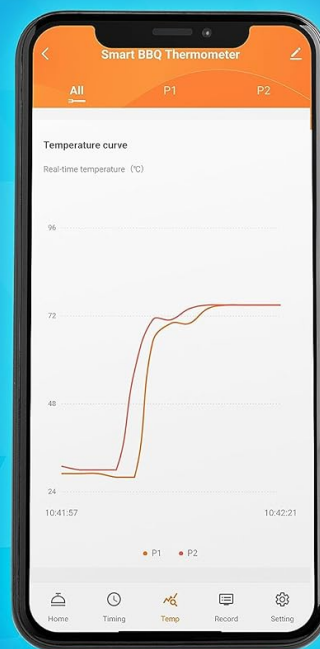 Smart BBQ Thermometer
All P1 P2
Temperature curve
Real-time temperature (℃)
96
72
48
24
10:41:57 10:42:21
P1 P2
Home Timing Temp Record Setting